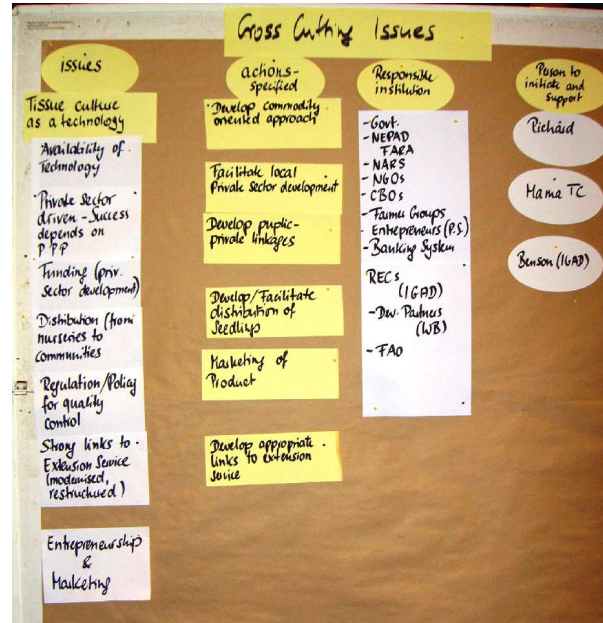 Cross Cutting Issues
issues
Tissue culture
as a technology
Availability of
Technology
Private Sector
driven - Success
depends on
PPP
Funding (priv.
sector development)
Distribution (from
nurseries to
communities
Regulation/Policy
for quality
control
Strong links to
Extension Service
(modernised,
restructured)
Entrepreneurship
&
Marketing
actions-
specified
Develop commodity
oriented approach
Facilitate local
Private Sector development
Develop public-
private linkages
Develop/Facilitate
distribution of
Seedlings
Marketing of
Product
Develop appropriate
links to extension
service
Responsible
institution
- Govt.
- NEPAD
FARA
- NARS
- NGOs
- CBOs
- Farmer Groups
- Entrepreneurs (P.S.)
- Banking System
RECs
(IGAD)
- Dev. Partners
(WB)
- FAO
Person to
initiate and
support
Richard
Mama TC
Benson (IGAD)